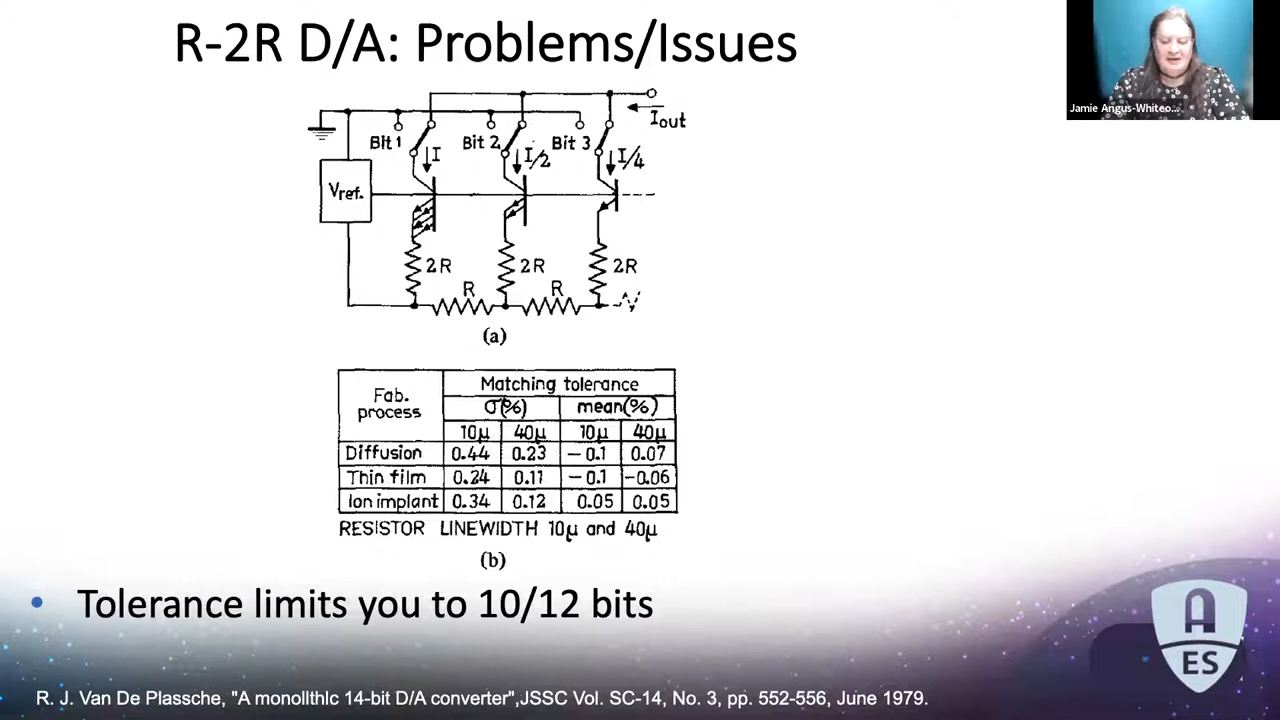 R-2R D/A: Problems/Issues
Jamie Angus-Whiteo...
Iout
Bit 1
Bit 2
Bit 3
I
I/2
I/4
Vref.
2R
2R
2R
R
R
(a)
Fab. process
Matching tolerance
σ(%) mean(%)
10μ 40μ 10μ 40μ
Diffusion 0.44 0.23 -0.1 0.07
Thin film 0.24 0.11 -0.1 -0.06
Ion implant 0.34 0.12 0.05 0.05
RESISTOR LINEWIDTH 10μ and 40μ
(b)
• Tolerance limits you to 10/12 bits
A
ES
R. J. Van De Plassche, "A monollthlc 14-bit D/A converter",JSSC Vol. SC-14, No. 3, pp. 552-556, June 1979.